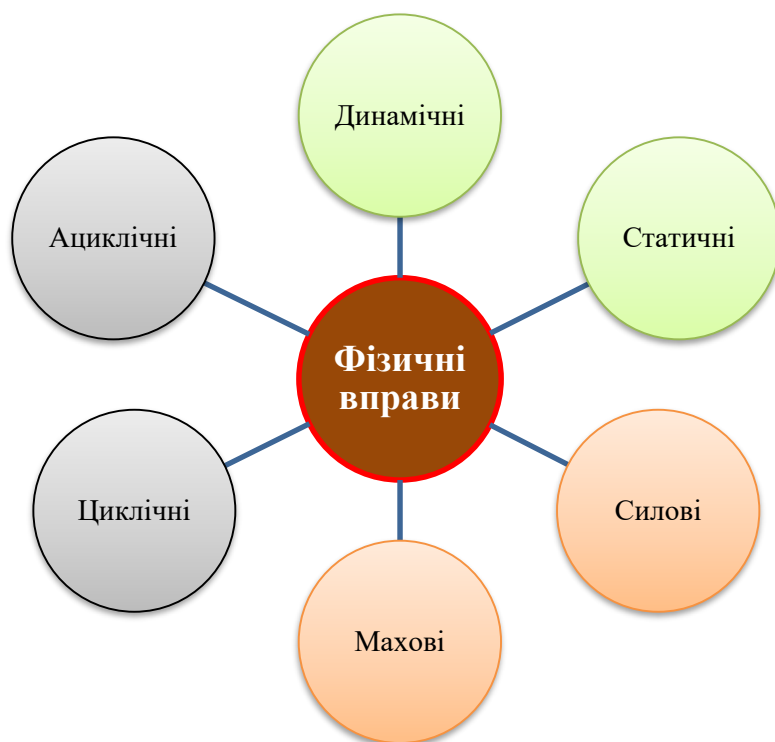 Динамічні
Ациклічні
Статичні
Фізичні
вправи
Циклічні
Силові
Махові